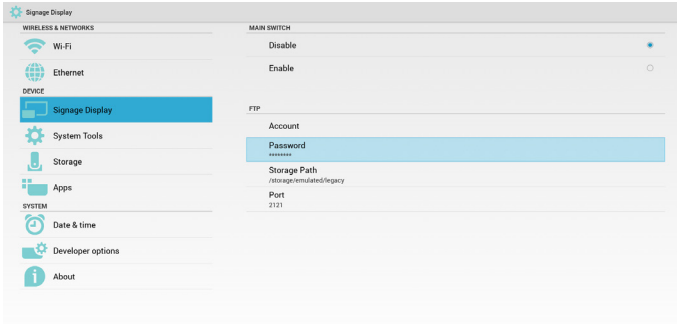 Signage Display
WIRELESS & NETWORKS
Wi-Fi
Ethernet
DEVICE
Signage Display
System Tools
Storage
Apps
SYSTEM
Date & time
Developer options
About
MAIN SWITCH
Disable
Enable
FTP
Account
Password
********
Storage Path
/storage/emulated/legacy
Port
2121